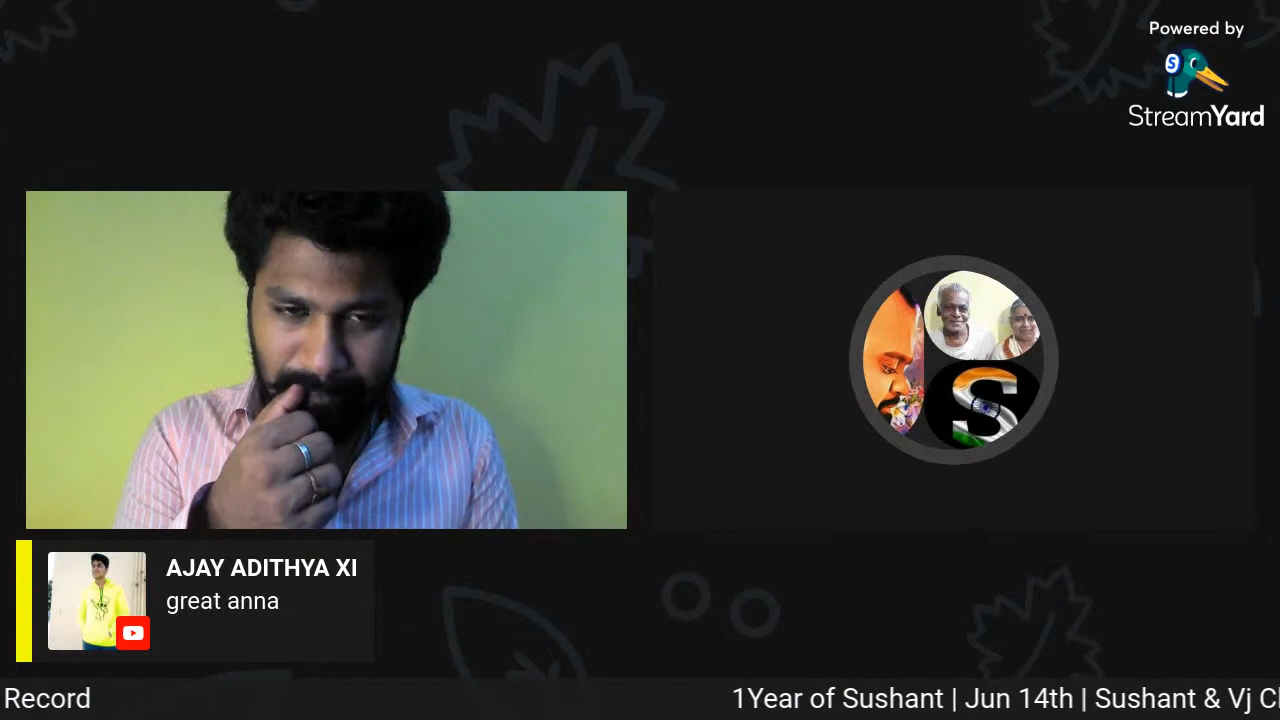 Powered by
S
StreamYard
S
AJAY ADITHYA XI
great anna
Record
1Year of Sushant | Jun 14th | Sushant & Vj